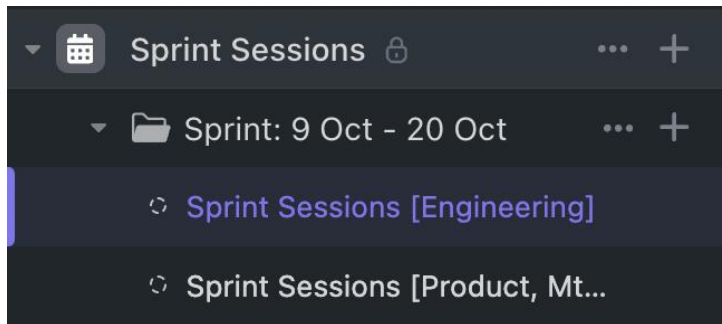 Sprint Sessions
Sprint: 9 Oct - 20 Oct
Sprint Sessions [Engineering]
Sprint Sessions [Product, Mt...